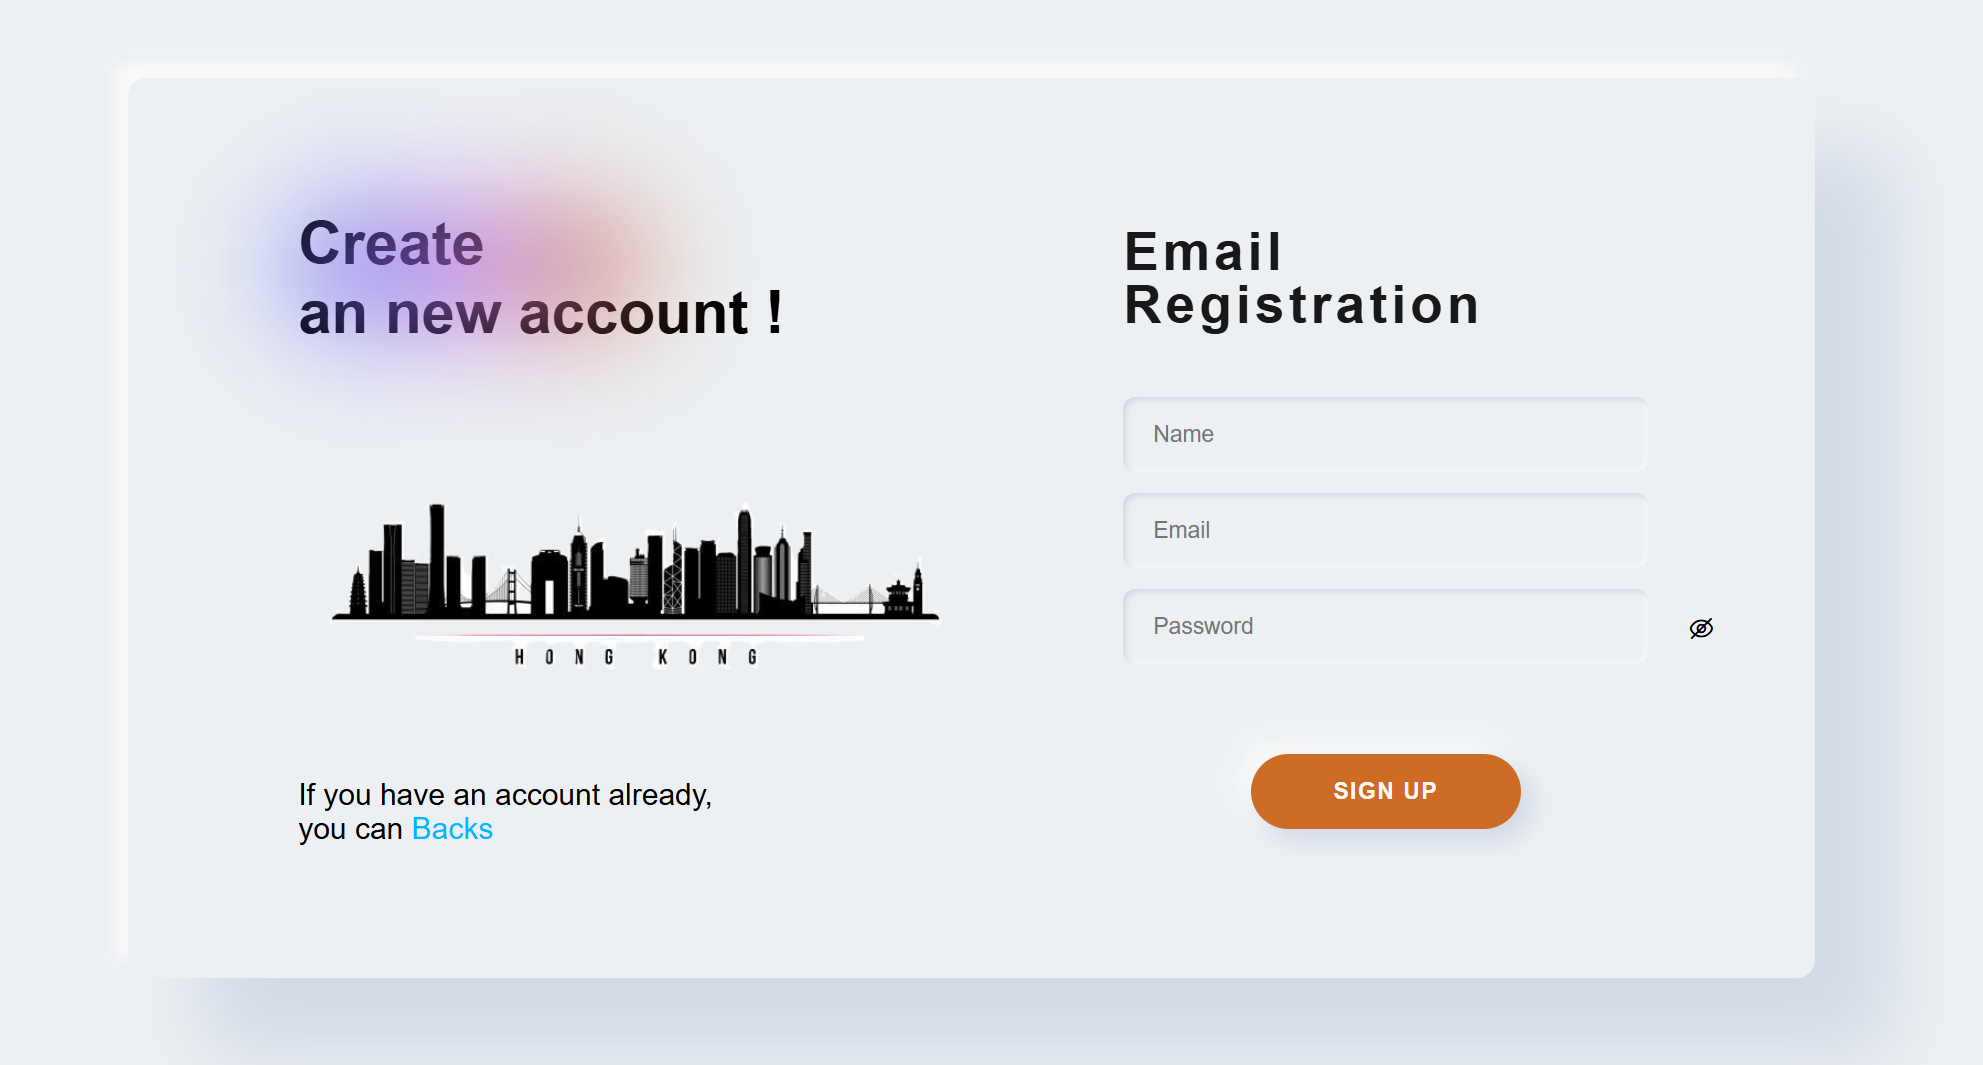 Create
an new account !
HONG KONG
If you have an account already,
you can Backs
Email
Registration
Name
Email
Password
SIGN UP